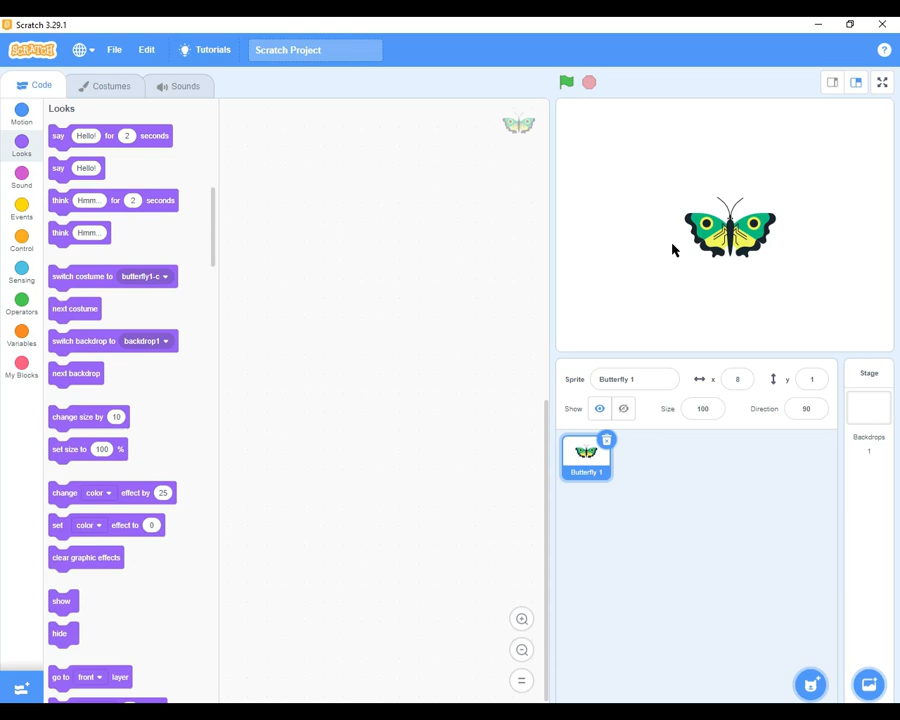 Scratch 3.29.1
SCRATCH File Edit Tutorials Scratch Project ?
Code Costumes Sounds
Motion
Looks
Sound
Events
Control
Sensing
Operators
Variables
My Blocks
Looks
say Hello! for 2 seconds
say Hello!
think Hmm... for 2 seconds
think Hmm...
switch costume to butterfly1-c
next costume
switch backdrop to backdrop1
next backdrop
change size by 10
set size to 100 %
change color effect by 25
set color effect to 0
clear graphic effects
show
hide
go to front layer
Sprite Butterfly 1 x 8 y 1
Show Size 100 Direction 90
Butterfly 1
Stage
Backdrops
1